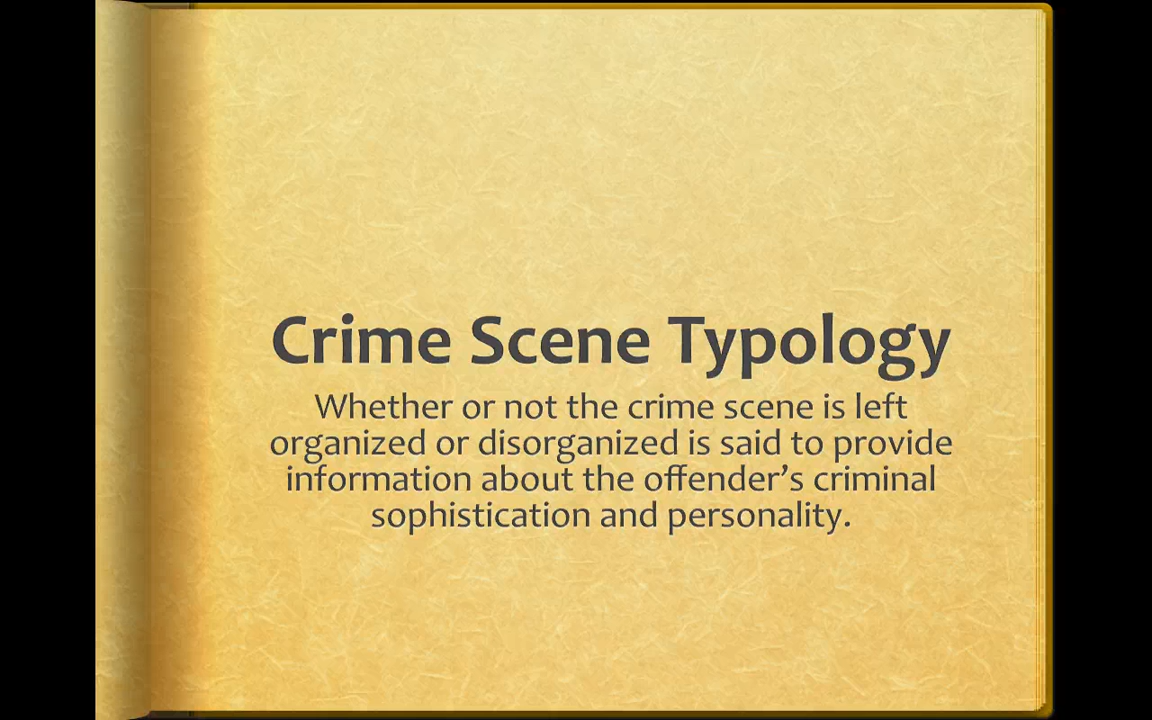 Crime Scene Typology
Whether or not the crime scene is left
organized or disorganized is said to provide
information about the offender’s criminal
sophistication and personality.